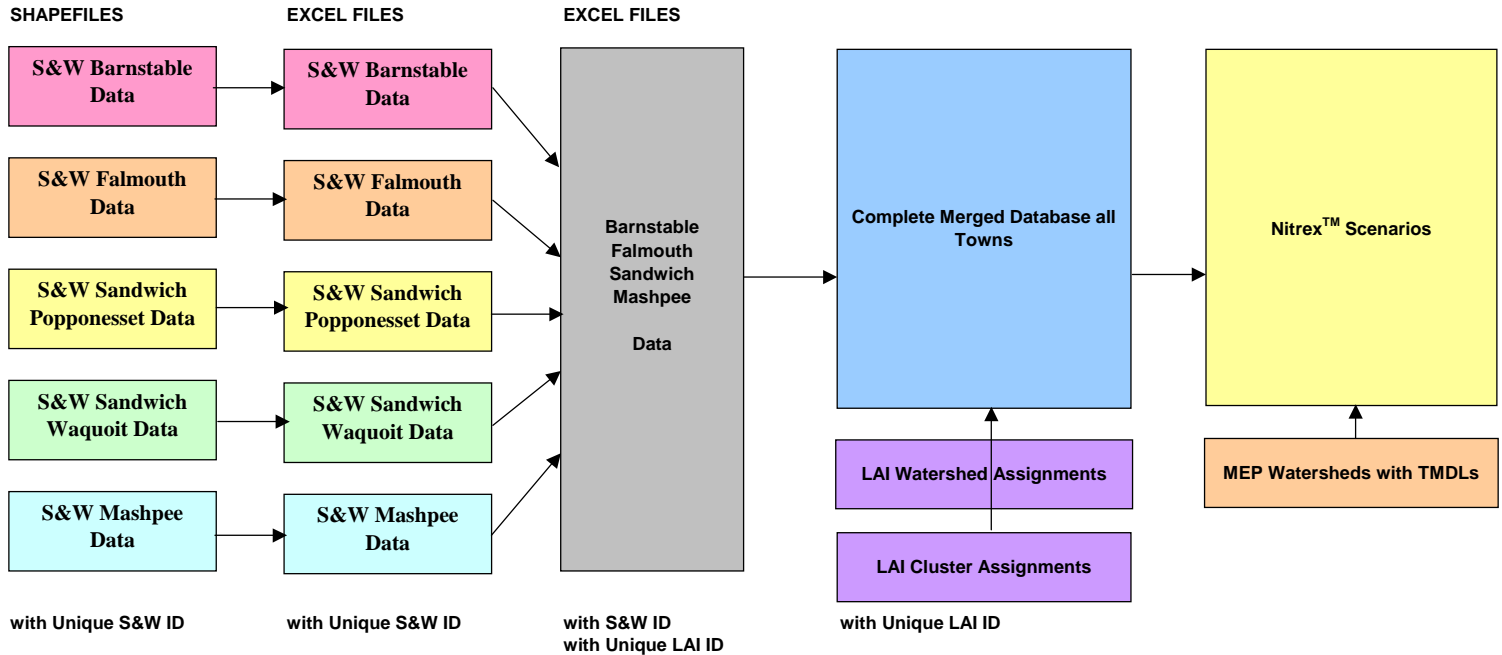 SHAPEFILES
EXCEL FILES
EXCEL FILES
S&W Barnstable
Data
S&W Barnstable
Data
S&W Falmouth
Data
S&W Falmouth
Data
S&W Sandwich
Popponesset Data
S&W Sandwich
Popponesset Data
S&W Sandwich
Waquoit Data
S&W Sandwich
Waquoit Data
S&W Mashpee
Data
S&W Mashpee
Data
Barnstable
Falmouth
Sandwich
Mashpee
Data
Complete Merged Database all
Towns
Nitrex™ Scenarios
LAI Watershed Assignments
LAI Cluster Assignments
MEP Watersheds with TMDLs
with Unique S&W ID
with Unique S&W ID
with S&W ID
with Unique LAI ID
with Unique LAI ID